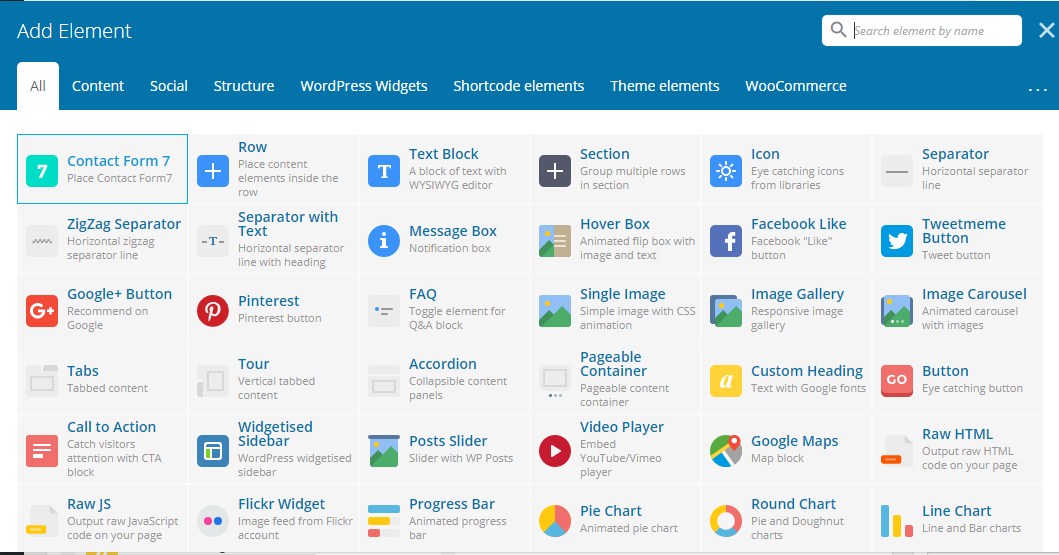 Add Element
Search element by name
All Content Social Structure WordPress Widgets Shortcode elements Theme elements WooCommerce ...
7
Contact Form 7
Place Contact Form7
Row
Place content
elements inside the
row
T
Text Block
A block of text with
WYSIWYG editor
Section
Group multiple rows
in section
Icon
Eye catching icons
from libraries
Separator
Horizontal separator
line
ZigZag Separator
Horizontal zigzag
separator line
-T-
Separator with
Text
Horizontal separator
line with heading
i
Message Box
Notification box
Hover Box
Animated flip box with
image and text
f
Facebook Like
Facebook "Like"
button
Tweetmeme
Button
Tweet button
G+
Google+ Button
Recommend on
Google
Pinterest
Pinterest button
FAQ
Toggle element for
Q&A block
Single Image
Simple image with CSS
animation
Image Gallery
Responsive image
gallery
Image Carousel
Animated carousel
with images
Tabs
Tabbed content
Tour
Vertical tabbed
content
Accordion
Collapsible content
panels
Pageable
Container
Pageable content
container
a
Custom Heading
Text with Google fonts
GO
Button
Eye catching button
Call to Action
Catch visitors
attention with CTA
block
Widgetised
Sidebar
WordPress widgetised
sidebar
Posts Slider
Slider with WP Posts
Video Player
Embed
YouTube/Vimeo
player
Google Maps
Map block
Raw HTML
Output raw HTML
code on your page
Raw JS
Output raw JavaScript
code on your page
Flickr Widget
Image feed from Flickr
account
Progress Bar
Animated progress
bar
Pie Chart
Animated pie chart
Round Chart
Pie and Doughnut
charts
Line Chart
Line and Bar charts